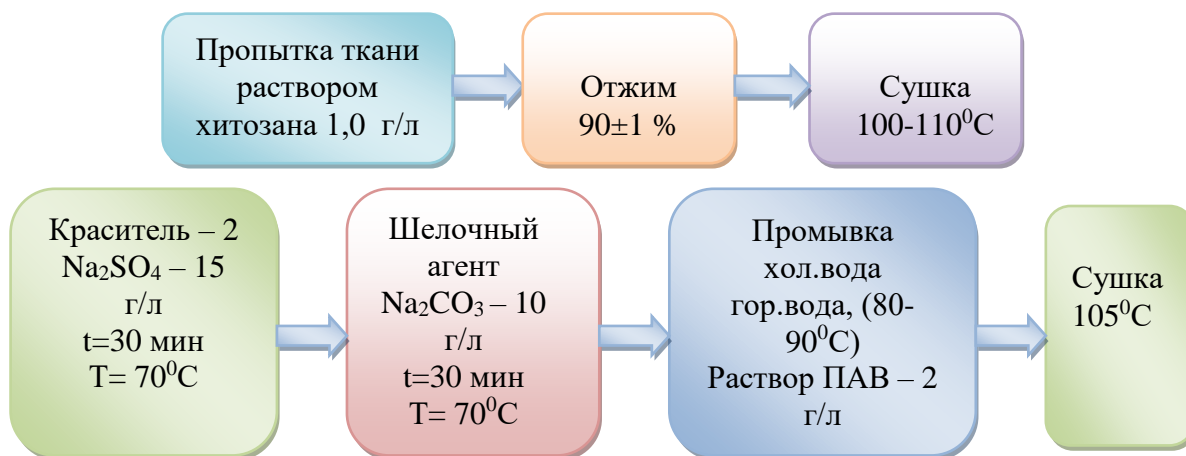 Пропытка ткани
раствором
хитозана 1,0 г/л
Отжим
90±1 %
Сушка
100-110⁰С
Краситель – 2
Na₂SO₄ – 15
г/л
t=30 мин
T= 70⁰С
Шелочный
агент
Na₂CO₃ – 10
г/л
t=30 мин
T= 70⁰С
Промывка
хол.вода
гор.вода, (80-
90⁰С)
Раствор ПАВ – 2
г/л
Сушка
105⁰С